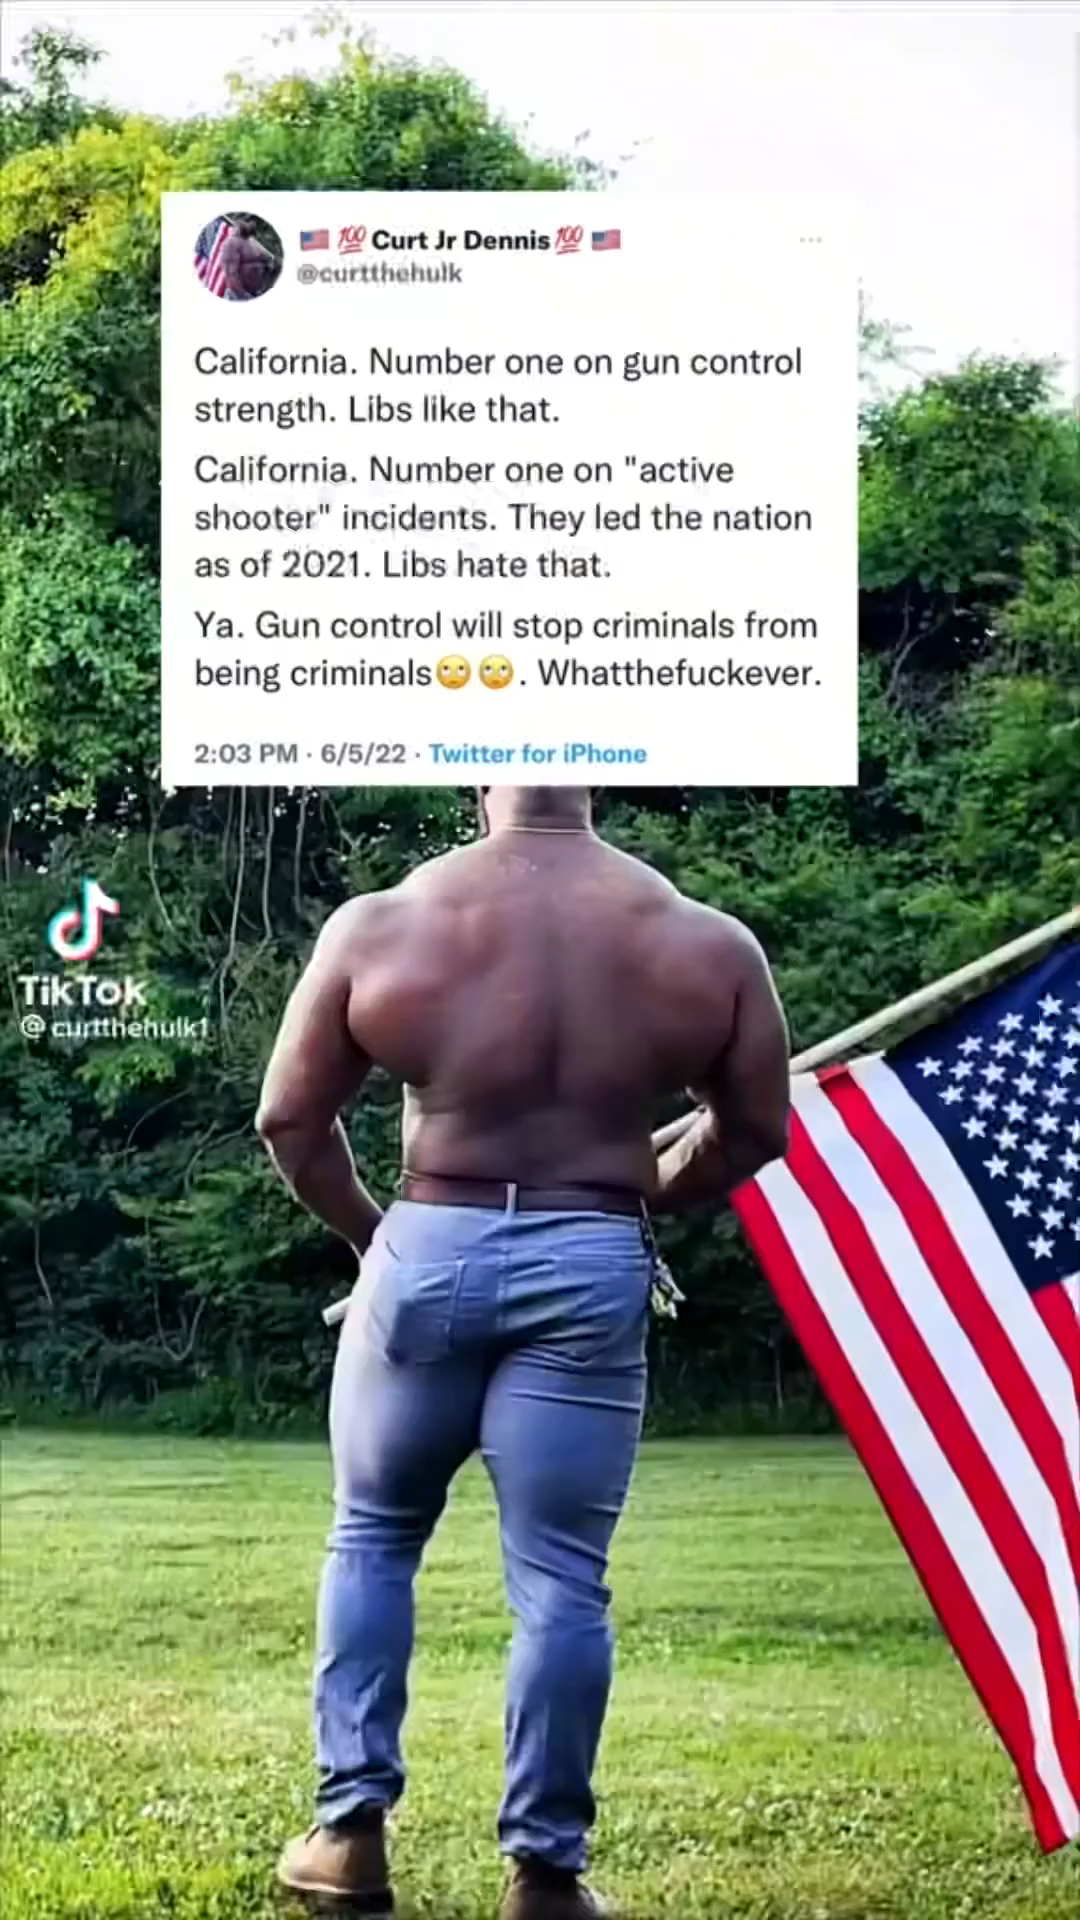 🇺🇸 💯 Curt Jr Dennis 💯 🇺🇸
@curtthehulk
California. Number one on gun control
strength. Libs like that.
California. Number one on "active
shooter" incidents. They led the nation
as of 2021. Libs hate that.
Ya. Gun control will stop criminals from
being criminals🙄🙄. Whatthefuckever.
2:03 PM · 6/5/22 · Twitter for iPhone
TikTok
@curtthehulk1